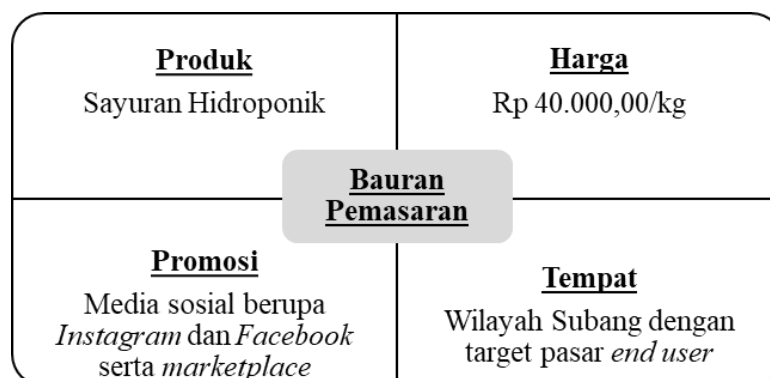 Produk
Sayuran Hidroponik
Harga
Rp 40.000,00/kg
Bauran
Pemasaran
Promosi
Media sosial berupa
Instagram dan Facebook
serta marketplace
Tempat
Wilayah Subang dengan
target pasar end user